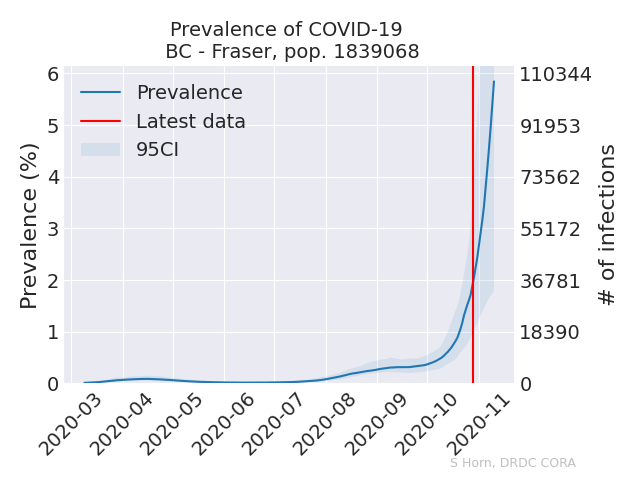 Prevalence of COVID-19
BC - Fraser, pop. 1839068
Prevalence
Latest data
95CI
Prevalence (%)
6
5
4
3
2
1
0
110344
91953
73562
55172
36781
18390
0
# of infections
2020-03
2020-04
2020-05
2020-06
2020-07
2020-08
2020-09
2020-10
2020-11
S Horn, DRDC CORA